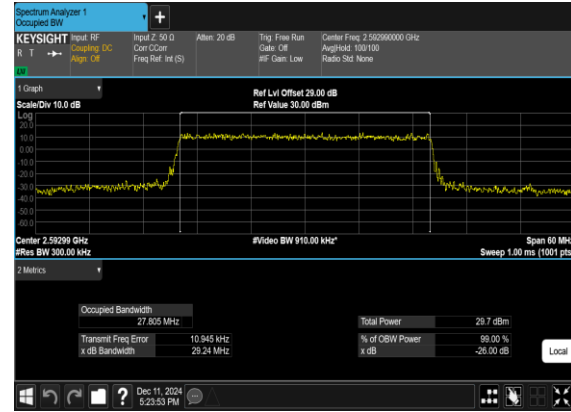 Spectrum Analyzer 1
Occupied BW
+
KEYSIGHT Input: RF Input Z: 50 Ω Atten: 20 dB Trig: Free Run Center Freq: 2.592990000 GHz
R T Coupling: DC Corr CCorr Gate: Off Avg|Hold: 100/100
Align: Off Freq Ref: Int (S) #IF Gain: Low Radio Std: None
LU
1 Graph
Ref Lvl Offset 29.00 dB
Scale/Div 10.0 dB Ref Value 30.00 dBm
Log
20.0
10.0
0.00
-10.0
-20.0
-30.0
-40.0
-50.0
-60.0
Center 2.59299 GHz #Video BW 910.00 kHz* Span 60 MHz
#Res BW 300.00 kHz Sweep 1.00 ms (1001 pts
2 Metrics
Occupied Bandwidth
27.805 MHz Total Power 29.7 dBm
Transmit Freq Error 10.945 kHz % of OBW Power 99.00 %
x dB Bandwidth 29.24 MHz x dB -26.00 dB
Local
? Dec 11, 2024
5:23:53 PM